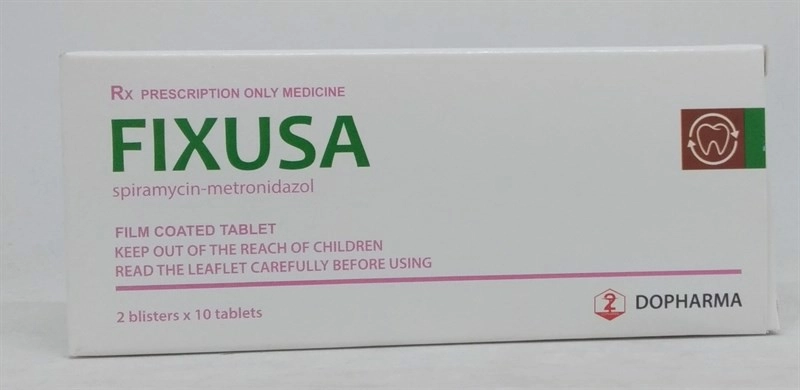 Rx PRESCRIPTION ONLY MEDICINE
FIXUSA
spiramycin-metronidazol
FILM COATED TABLET
KEEP OUT OF THE REACH OF CHILDREN
READ THE LEAFLET CAREFULLY BEFORE USING
2 blisters x 10 tablets
DOPHARMA